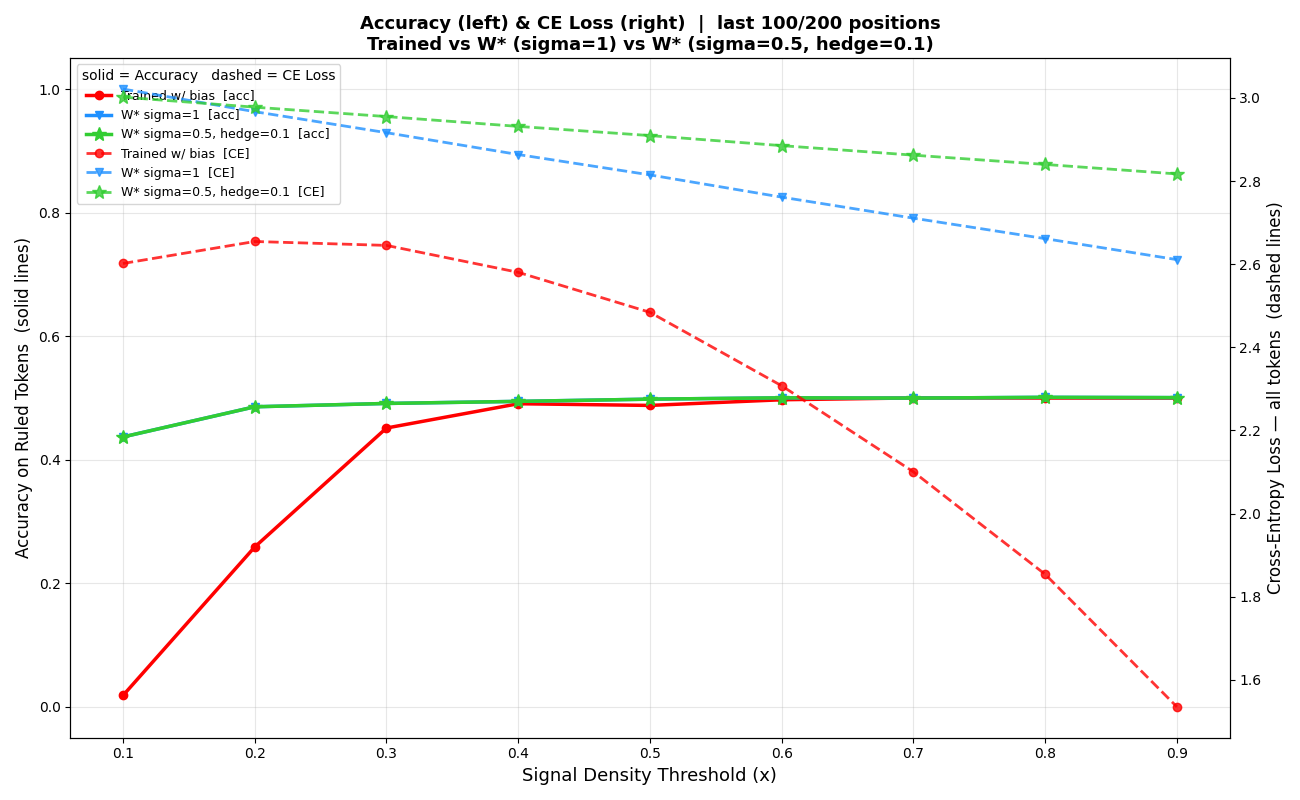 Accuracy (left) & CE Loss (right)  |  last 100/200 positions
Trained vs W* (sigma=1) vs W* (sigma=0.5, hedge=0.1)
solid = Accuracy   dashed = CE Loss
Trained w/ bias  [acc]
W* sigma=1  [acc]
W* sigma=0.5, hedge=0.1  [acc]
Trained w/ bias  [CE]
W* sigma=1  [CE]
W* sigma=0.5, hedge=0.1  [CE]
Accuracy on Ruled Tokens  (solid lines)
1.0
0.8
0.6
0.4
0.2
0.0
3.0
2.8
2.6
2.4
2.2
2.0
1.8
1.6
Cross-Entropy Loss — all tokens  (dashed lines)
0.1 0.2 0.3 0.4 0.5 0.6 0.7 0.8 0.9
Signal Density Threshold (x)